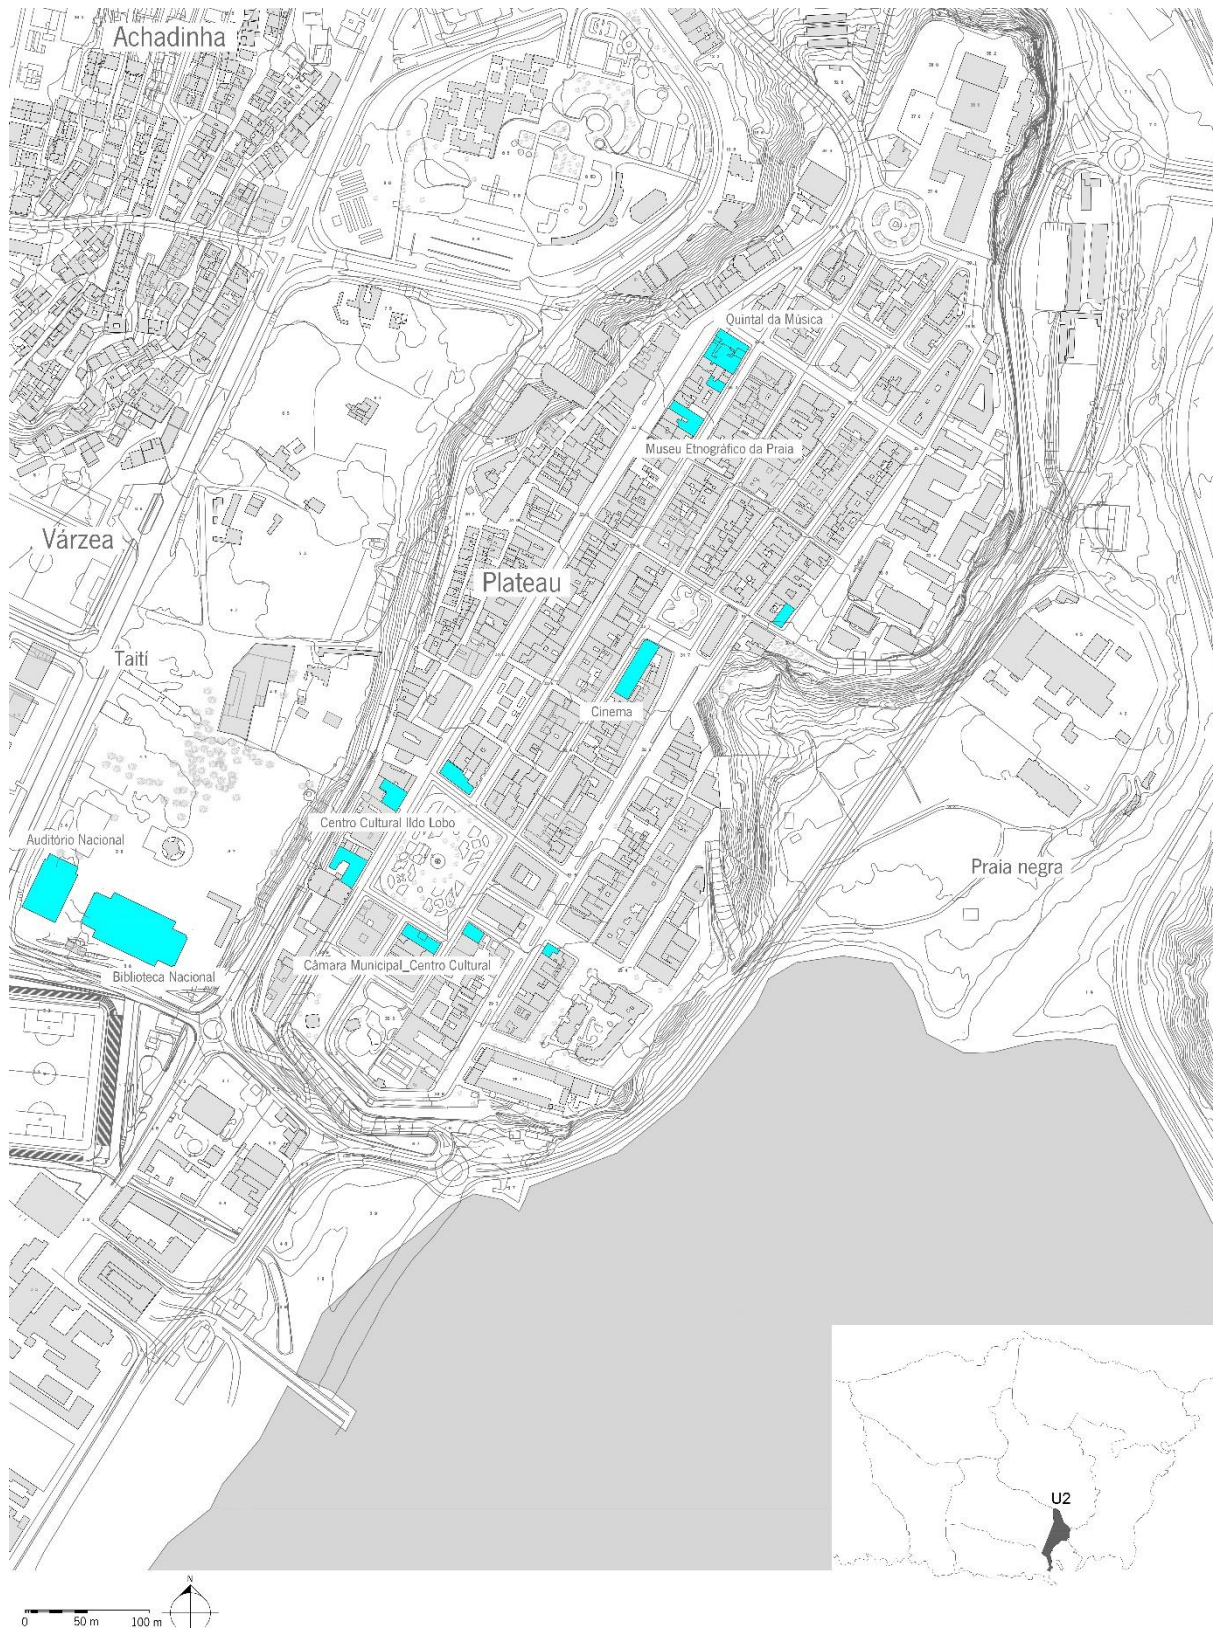 Achadinha
Quintal da Música
Museu Etnográfico da Praia
Várzea
Plateau
Taití
Cinema
Centro Cultural Ildo Lobo
Auditório Nacional
Praia negra
Câmara Municipal_Centro Cultural
Biblioteca Nacional
U2
N
0 50 m 100 m